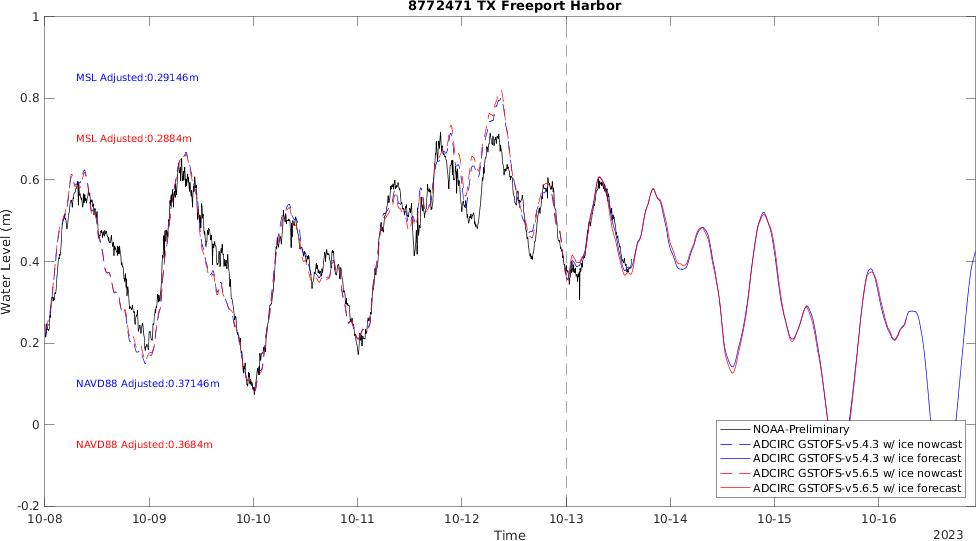 8772471 TX Freeport Harbor
1
0.8
0.6
0.4
0.2
0
-0.2
Water Level (m)
MSL Adjusted:0.29146m
MSL Adjusted:0.2884m
NAVD88 Adjusted:0.37146m
NAVD88 Adjusted:0.3684m
NOAA-Preliminary
ADCIRC GSTOFS-v5.4.3 w/ ice nowcast
ADCIRC GSTOFS-v5.4.3 w/ ice forecast
ADCIRC GSTOFS-v5.6.5 w/ ice nowcast
ADCIRC GSTOFS-v5.6.5 w/ ice forecast
10-08 10-09 10-10 10-11 10-12 10-13 10-14 10-15 10-16
Time
2023